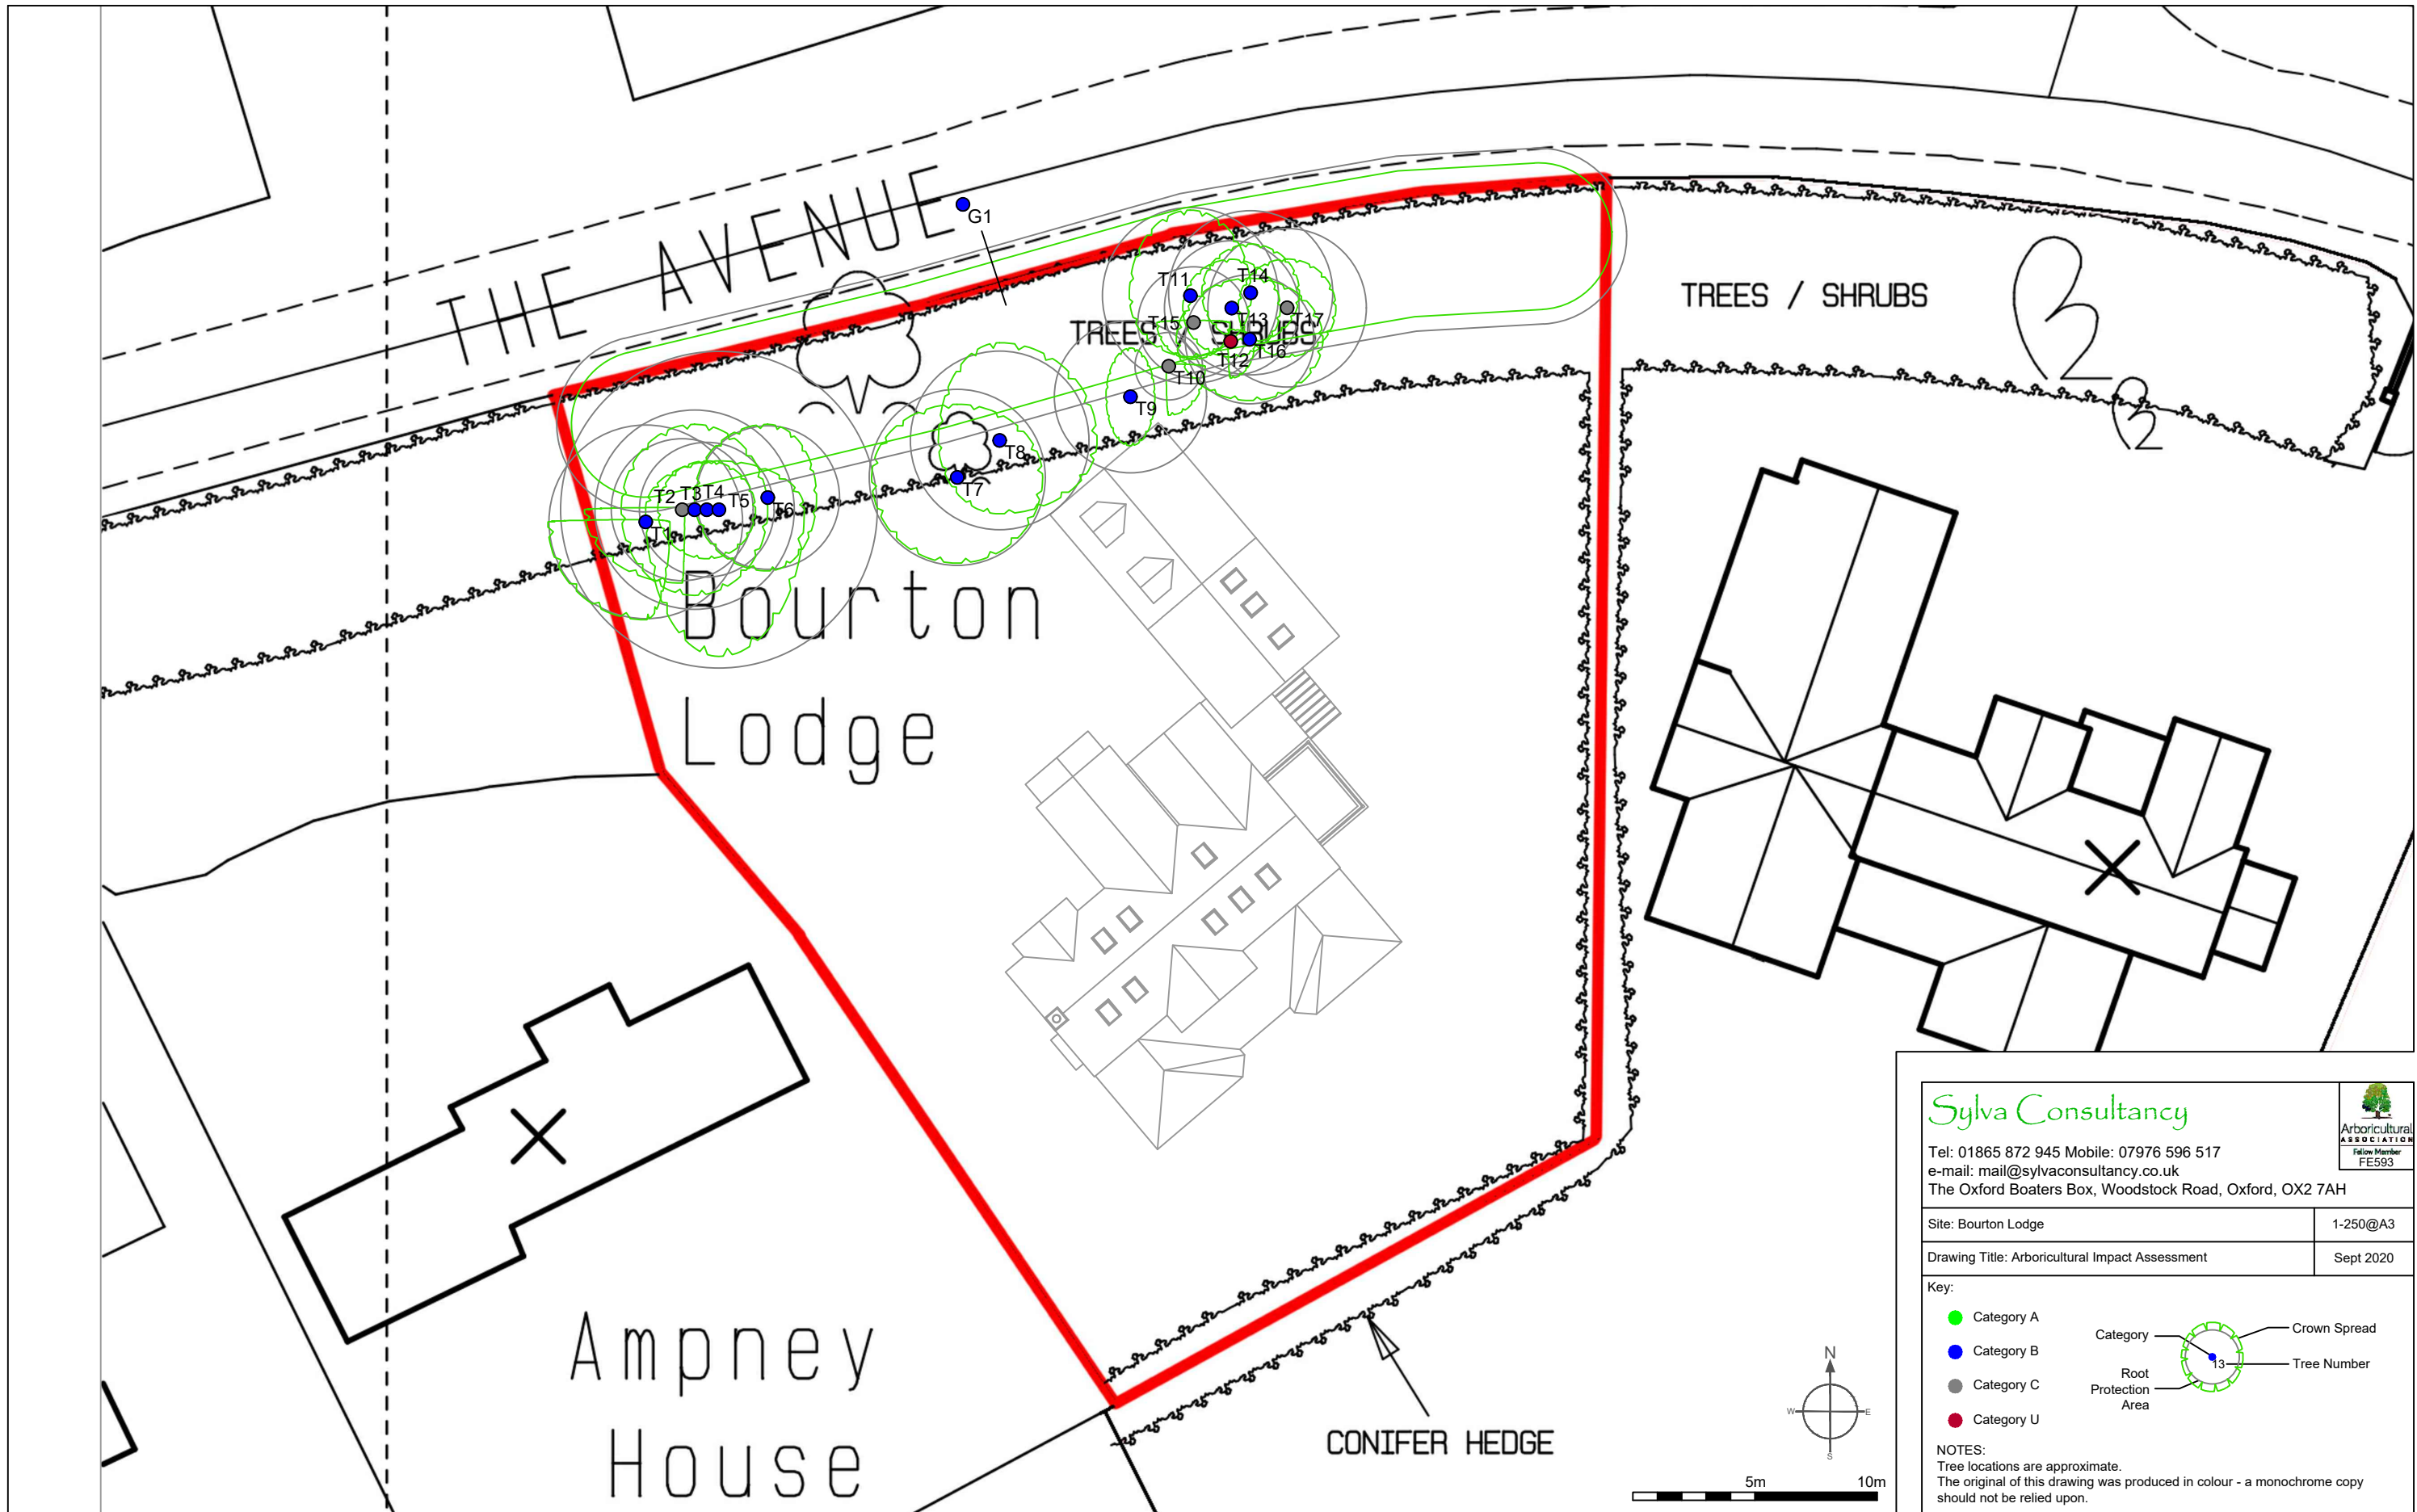 THE AVENUE
G1
T14
T11
TREES / SHRUBS
T15
T13
T17
TREES / SHRUBS
T12
T16
T10
T9
T8
T7
T2
T3
T4
T5
T6
T1
Bourton
Lodge
Ampney
House
CONIFER HEDGE
N
W
E
S
5m
10m
Sylva Consultancy
Arboricultural
ASSOCIATION
Fellow Member
FE593
Tel: 01865 872 945 Mobile: 07976 596 517
e-mail: mail@sylvaconsultancy.co.uk
The Oxford Boaters Box, Woodstock Road, Oxford, OX2 7AH
Site: Bourton Lodge
1-250@A3
Drawing Title: Arboricultural Impact Assessment
Sept 2020
Key:
Category A
Category B
Category C
Category U
Category
Crown Spread
13
Tree Number
Root
Protection
Area
NOTES:
Tree locations are approximate.
The original of this drawing was produced in colour - a monochrome copy
should not be relied upon.